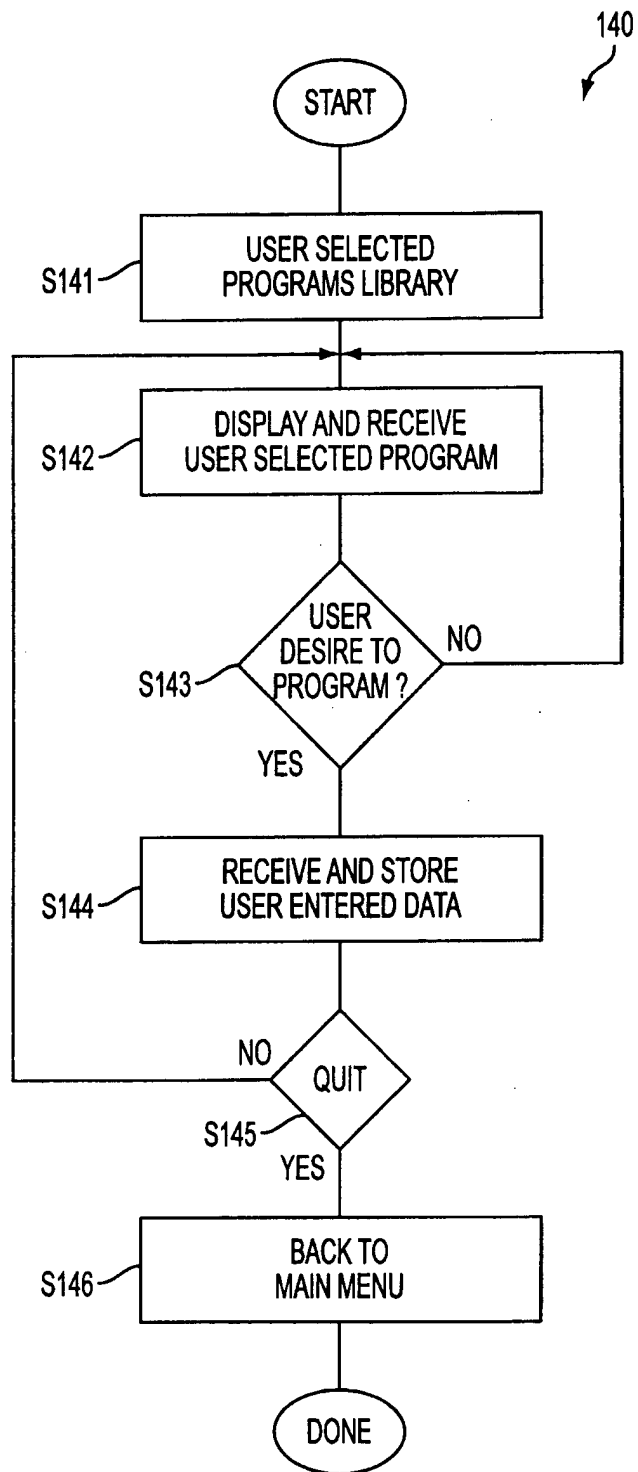 140
START
S141
USER SELECTED
PROGRAMS LIBRARY
S142
DISPLAY AND RECEIVE
USER SELECTED PROGRAM
S143
USER
DESIRE TO
PROGRAM ?
NO
YES
S144
RECEIVE AND STORE
USER ENTERED DATA
NO
QUIT
S145
YES
S146
BACK TO
MAIN MENU
DONE